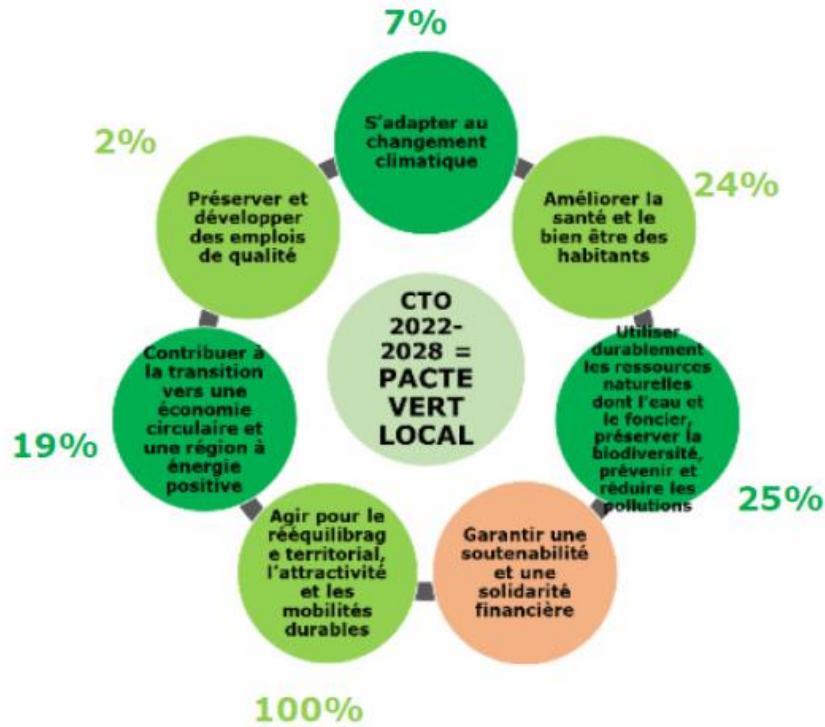 7%
S'adapter au
changement
climatique
2%
Préserver et
développer
des emplois
de qualité
24%
Améliorer la
santé et le
bien être des
habitants
CTO
2022-
2028 =
PACTE
VERT
LOCAL
19%
Contribuer à
la transition
vers une
économie
circulaire et
une région à
énergie
positive
Utiliser
durablement
les ressources
naturelles
dont l'eau et
le foncier,
préserver la
biodiversité,
prévenir et
réduire les
pollutions
25%
Agir pour le
rééquilibrag
e territorial,
l'attractivité
et les
mobilités
durables
100%
Garantir une
soutenabilité
et une
solidarité
financière